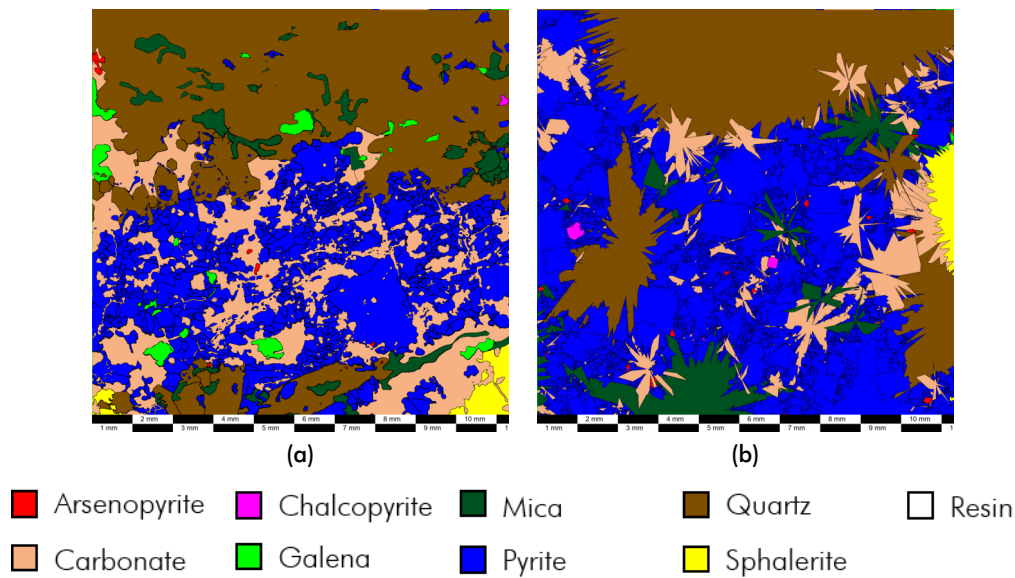 2 mm 4 mm 6 mm 8 mm 10 mm
1 mm 3 mm 5 mm 7 mm 9 mm 1
2 mm 4 mm 6 mm 8 mm 10 mm
1 mm 3 mm 5 mm 7 mm 9 mm 1
(a) (b)
Arsenopyrite Chalcopyrite Mica Quartz Resin
Carbonate Galena Pyrite Sphalerite